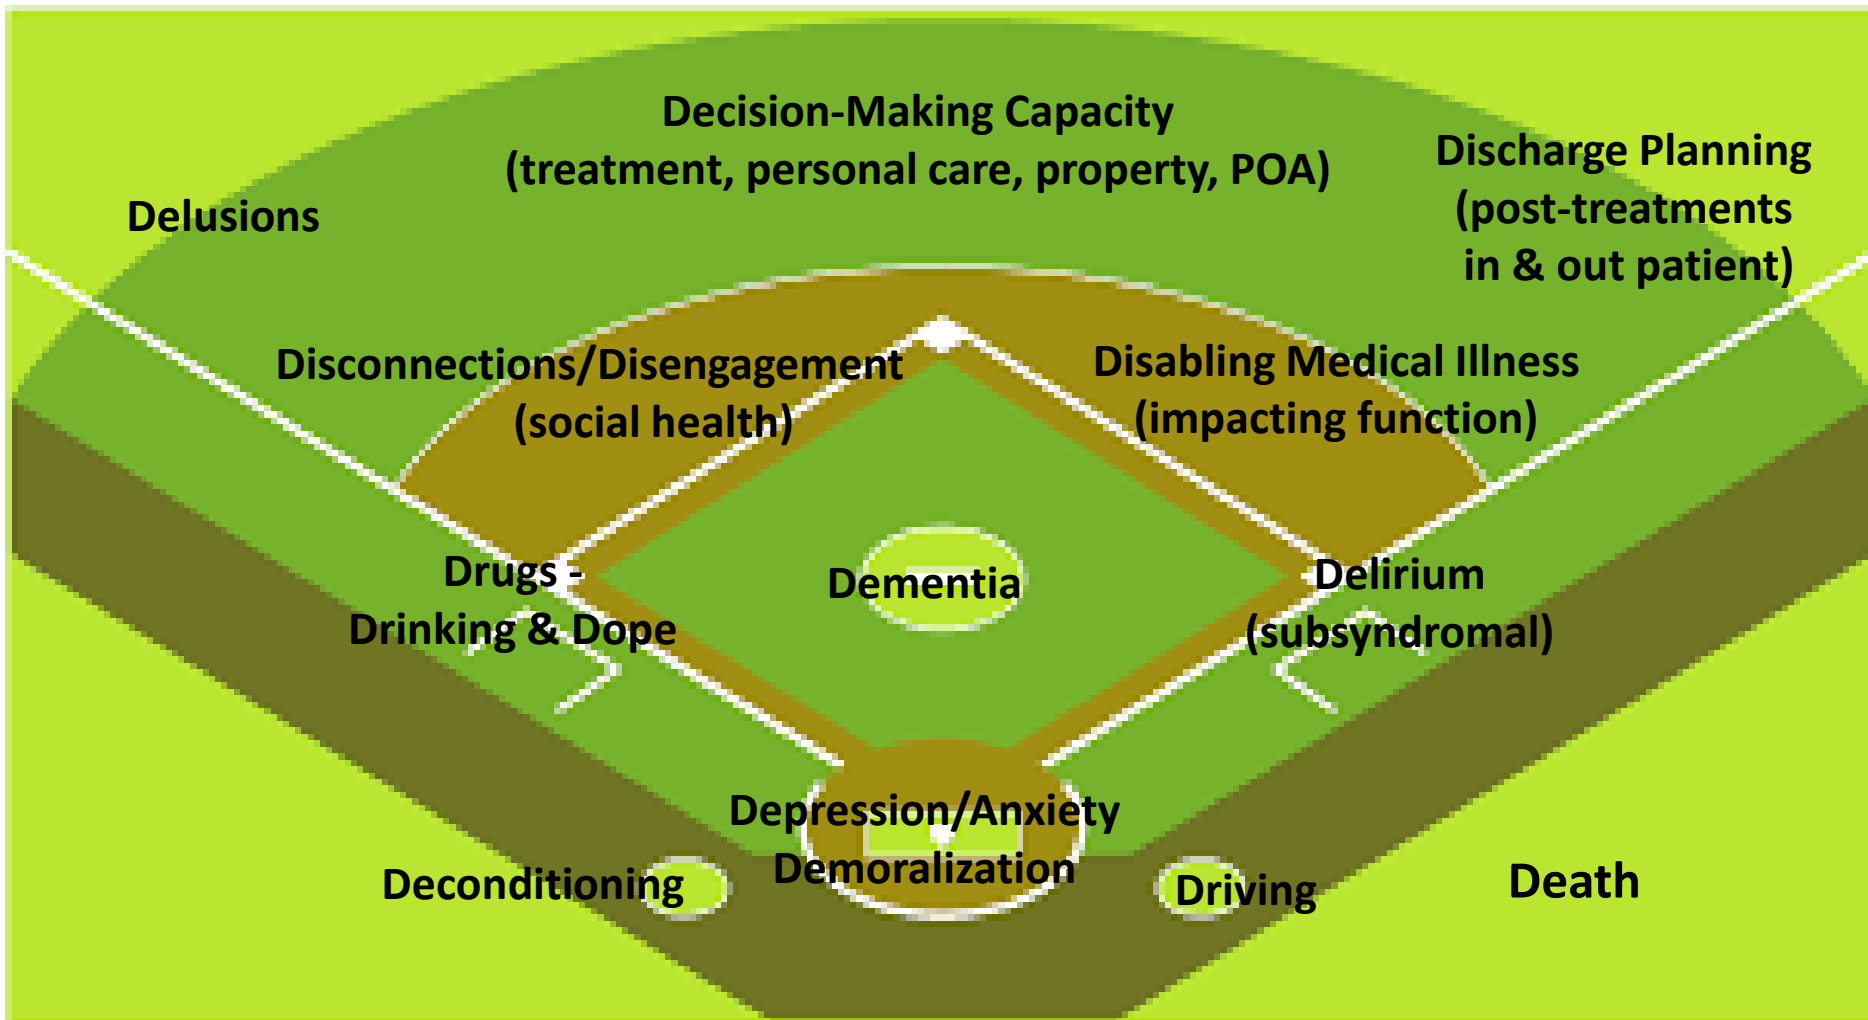 Decision-Making Capacity
(treatment, personal care, property, POA)
Discharge Planning
(post-treatments
in & out patient)
Delusions
Disconnections/Disengagement
(social health)
Disabling Medical Illness
(impacting function)
Drugs -
Drinking & Dope
Dementia
Delirium
(subsyndromal)
Depression/Anxiety
Demoralization
Deconditioning
Driving
Death